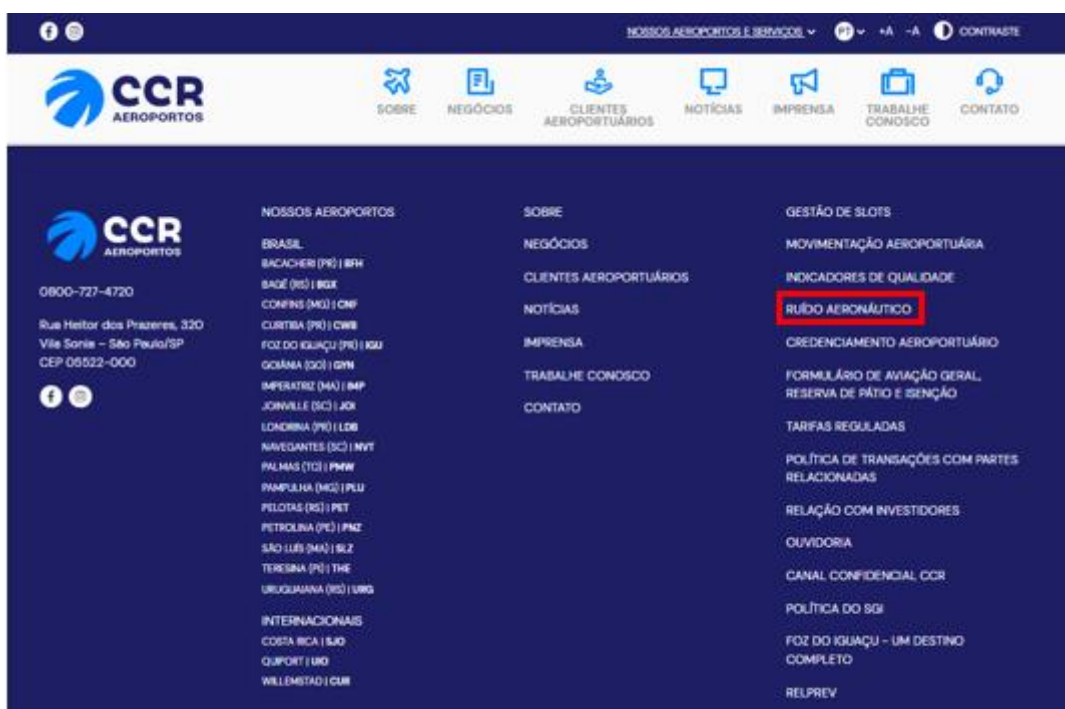 NOSSOS AEROPORTOS E SERVIÇOS
PT
+A -A
CONTRASTE
CCR
AEROPORTOS
SOBRE
NEGÓCIOS
CLIENTES
AEROPORTUÁRIOS
NOTÍCIAS
IMPRENSA
TRABALHE
CONOSCO
CONTATO
CCR
AEROPORTOS
0800-727-4720
Rua Heitor dos Prazeres, 320
Vila Sonia - São Paulo/SP
CEP 05522-000
NOSSOS AEROPORTOS
BRASIL
BACACHERI (PR) | BFH
BAGÉ (RS) | BGX
CONFINS (MG) | CNF
CURITIBA (PR) | CWB
FOZ DO IGUAÇU (PR) | IGU
GOIÂNIA (GO) | GYN
IMPERATRIZ (MA) | IMP
JOINVILLE (SC) | JOI
LONDRINA (PR) | LDB
NAVEGANTES (SC) | NVT
PALMAS (TO) | PMW
PAMPULHA (MG) | PLU
PELOTAS (RS) | PET
PETROLINA (PE) | PNZ
SÃO LUÍS (MA) | SLZ
TERESINA (PI) | THE
URUGUAIANA (RS) | URG
INTERNACIONAIS
COSTA RICA | SJO
QUIPORT | UIO
WILLEMSTAD | CUR
SOBRE
NEGÓCIOS
CLIENTES AEROPORTUÁRIOS
NOTÍCIAS
IMPRENSA
TRABALHE CONOSCO
CONTATO
GESTÃO DE SLOTS
MOVIMENTAÇÃO AEROPORTUÁRIA
INDICADORES DE QUALIDADE
RUÍDO AERONÁUTICO
CREDENCIAMENTO AEROPORTUÁRIO
FORMULÁRIO DE AVIAÇÃO GERAL,
RESERVA DE PÁTIO E ISENÇÃO
TARIFAS REGULADAS
POLÍTICA DE TRANSAÇÕES COM PARTES
RELACIONADAS
RELAÇÃO COM INVESTIDORES
OUVIDORIA
CANAL CONFIDENCIAL CCR
POLÍTICA DO SGI
FOZ DO IGUAÇU - UM DESTINO
COMPLETO
RELPREV